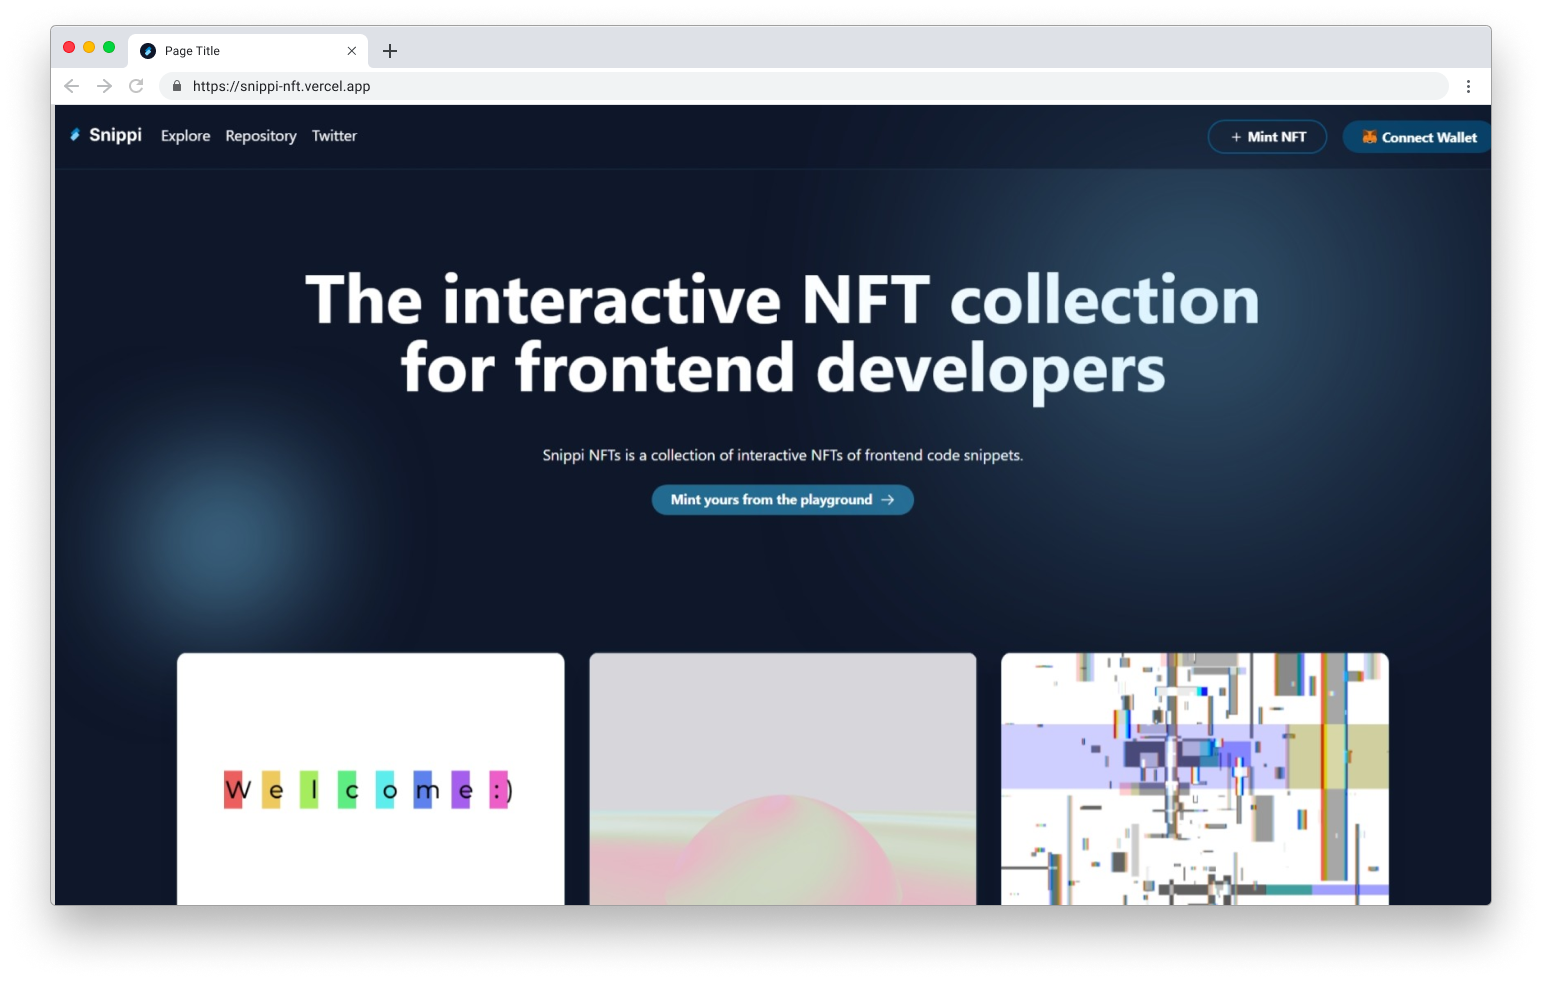 Page Title
https://snippi-nft.vercel.app
Snippi Explore Repository Twitter
+ Mint NFT
Connect Wallet
The interactive NFT collection
for frontend developers
Snippi NFTs is a collection of interactive NFTs of frontend code snippets.
Mint yours from the playground →
Welcome:)